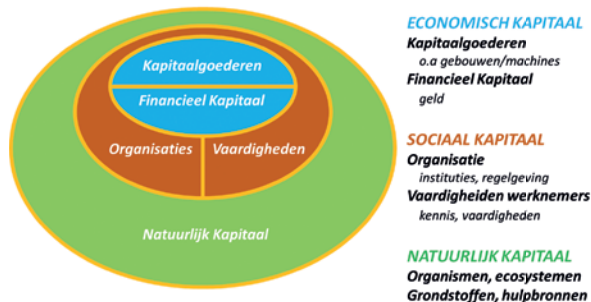 Kapitaalgoederen
Financieel Kapitaal
Organisaties
Vaardigheden
Natuurlijk Kapitaal
ECONOMISCH KAPITAAL
Kapitaalgoederen
o.a gebouwen/machines
Financieel Kapitaal
geld
SOCIAAL KAPITAAL
Organisatie
instituties, regelgeving
Vaardigheiden werknemers
kennis, vaardigheden
NATUURLIJK KAPITAAL
Organismen, ecosystemen
Grondstoffen, hulpbronnen